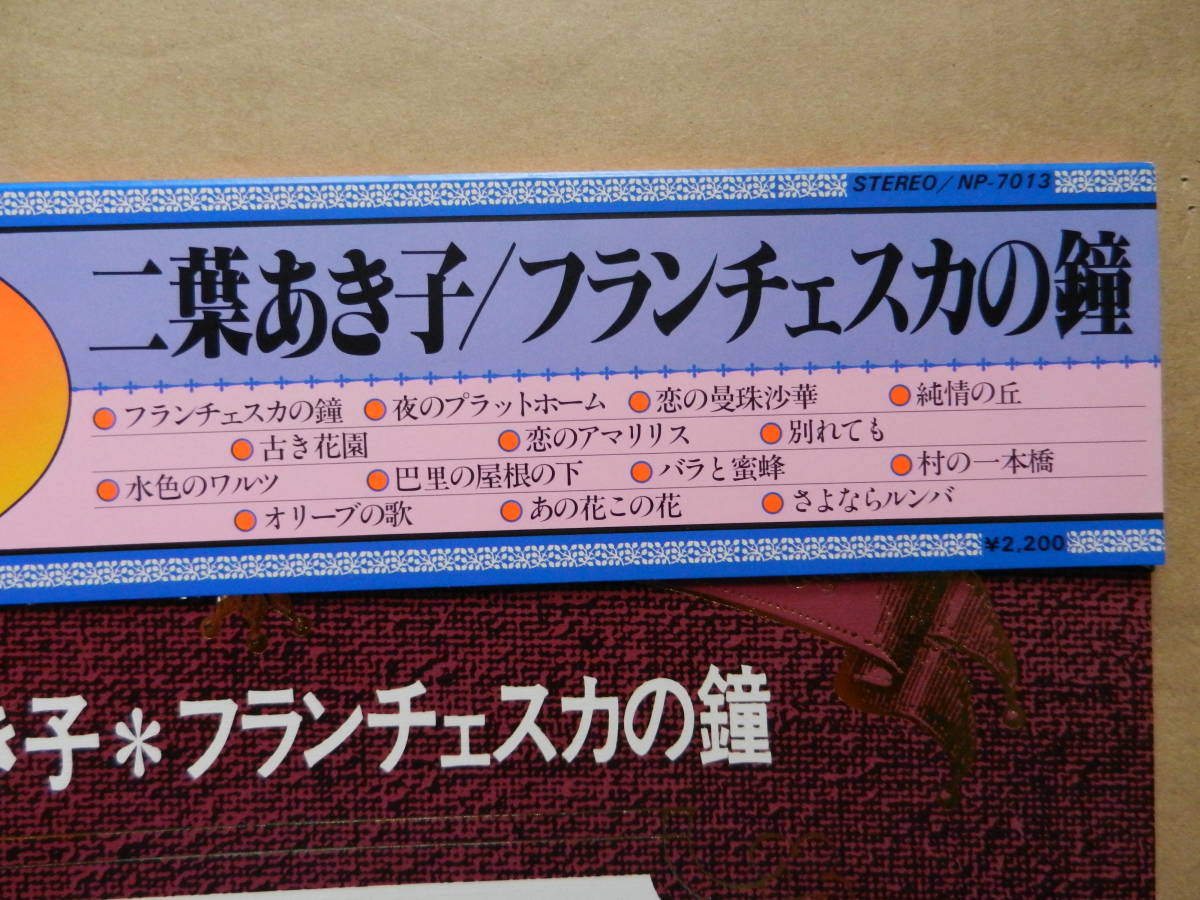 STEREO/NP-7013
二葉あき子/フランチェスカの鐘
●フランチェスカの鐘 ●夜のプラットホーム ●恋の曼珠沙華 ●純情の丘
●古き花園 ●恋のアマリリス ●別れても
●水色のワルツ ●巴里の屋根の下 ●バラと蜜蜂 ●村の一本橋
●オリーブの歌 ●あの花この花 ●さよならルンバ
¥2,200
き子＊フランチェスカの鐘